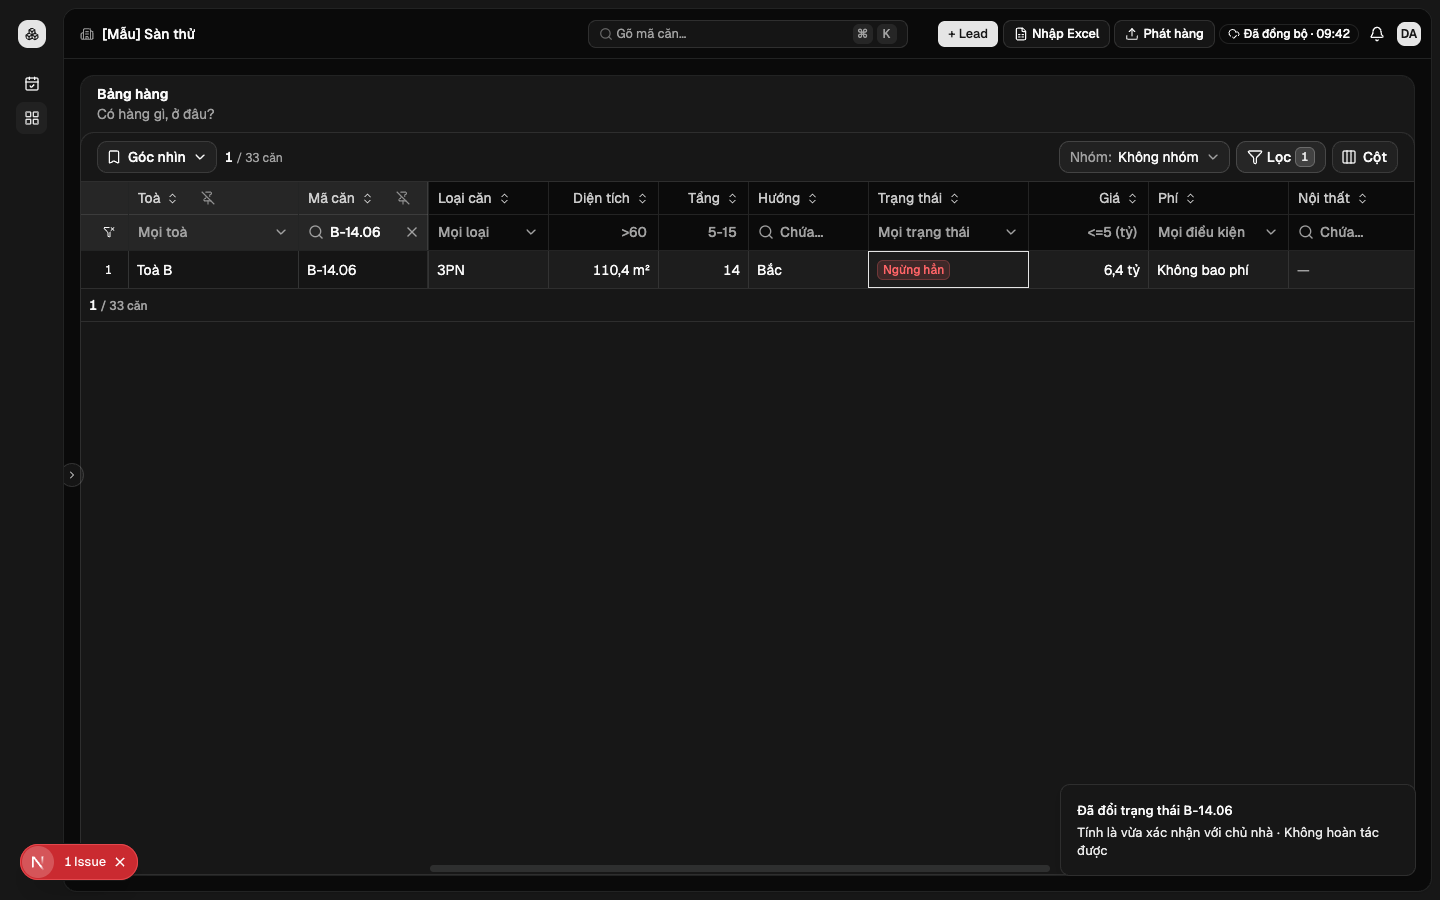 [Mẫu] Sàn thử
Gõ mã căn...
⌘ K
+ Lead
Nhập Excel
Phát hàng
Đã đồng bộ · 09:42
DA
Bảng hàng
Có hàng gì, ở đâu?
Góc nhìn
1 / 33 căn
Nhóm: Không nhóm
Lọc 1
Cột
Toà
Mã căn
Loại căn
Diện tích
Tầng
Hướng
Trạng thái
Giá
Phí
Nội thất
Mọi toà
B-14.06
Mọi loại
>60
5-15
Chứa...
Mọi trạng thái
<=5 (tỷ)
Mọi điều kiện
Chứa...
1
Toà B
B-14.06
3PN
110,4 m²
14
Bắc
Ngừng hẳn
6,4 tỷ
Không bao phí
—
1 / 33 căn
Đã đổi trạng thái B-14.06
Tính là vừa xác nhận với chủ nhà · Không hoàn tác
được
N
1 Issue